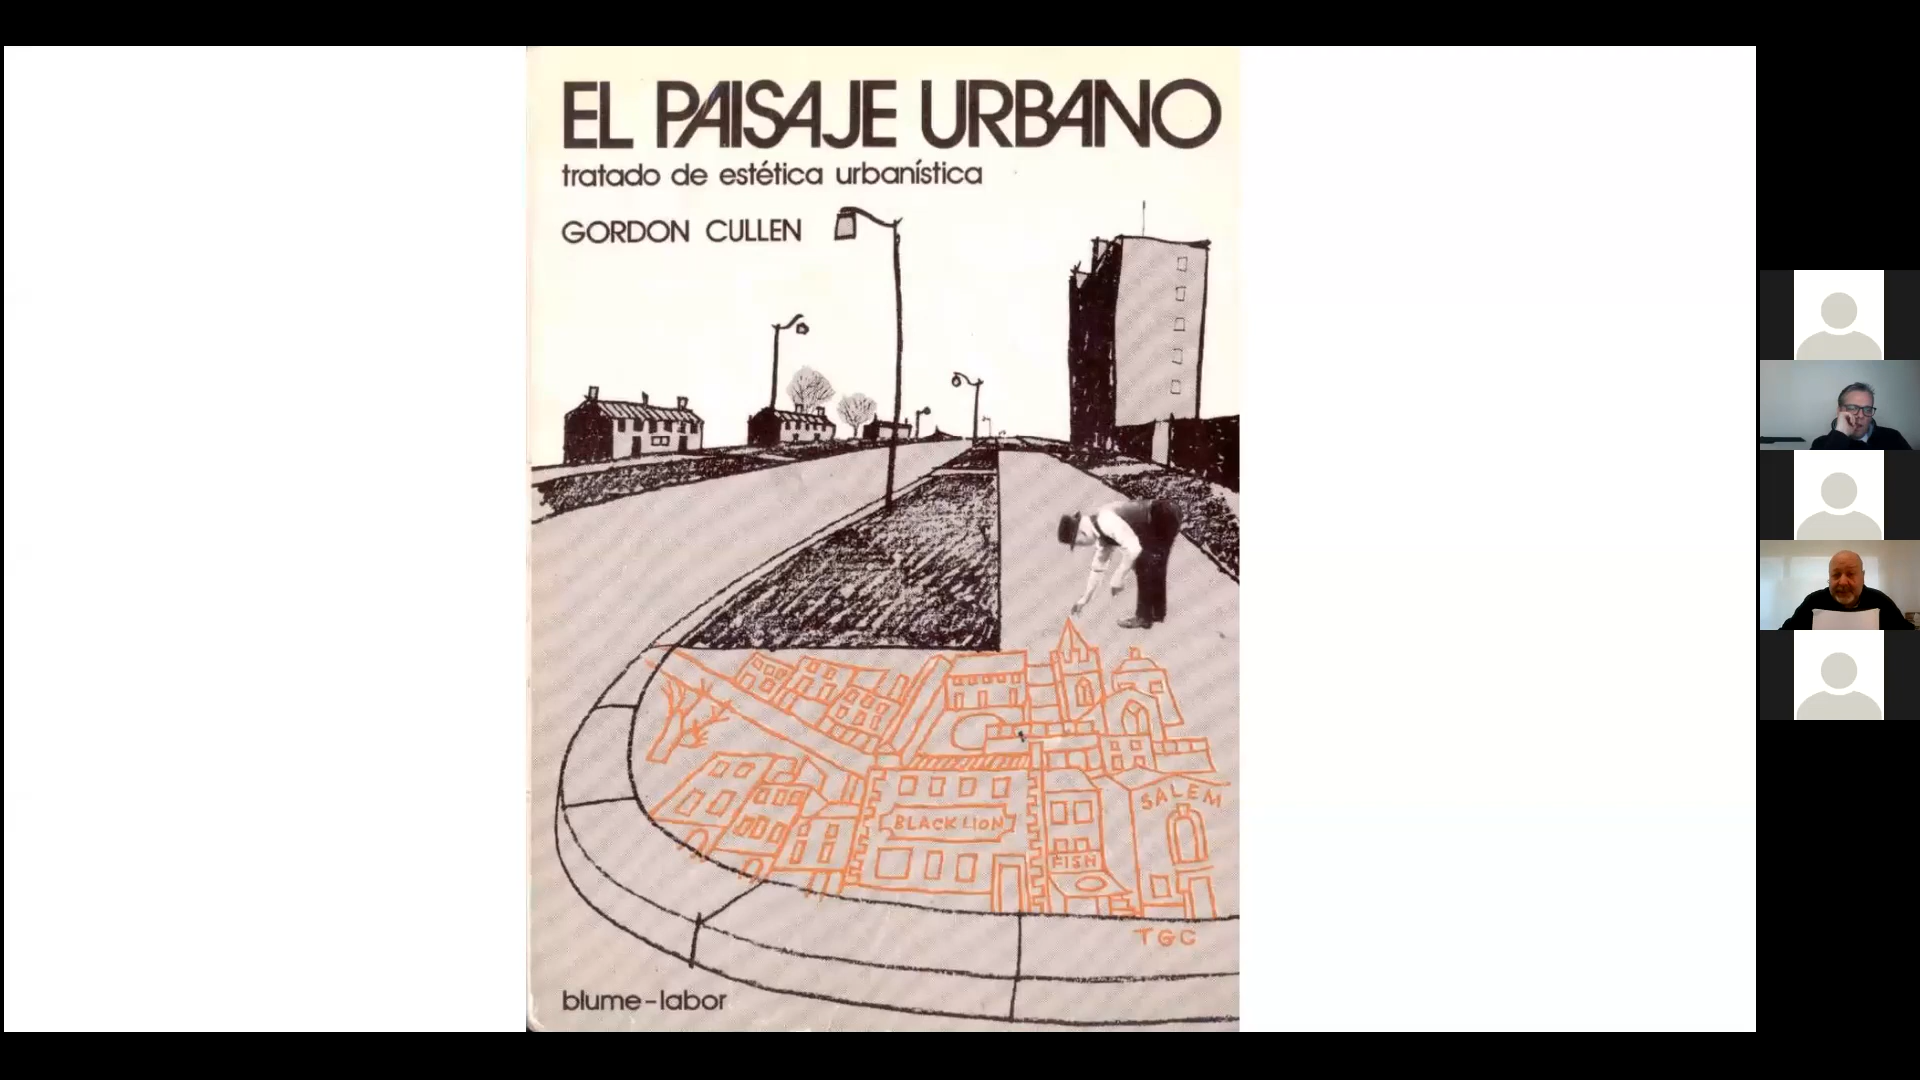 EL PAISAJE URBANO
tratado de estética urbanística
GORDON CULLEN
BLACK LION
SALEM
FISH
TGC
blume-labor